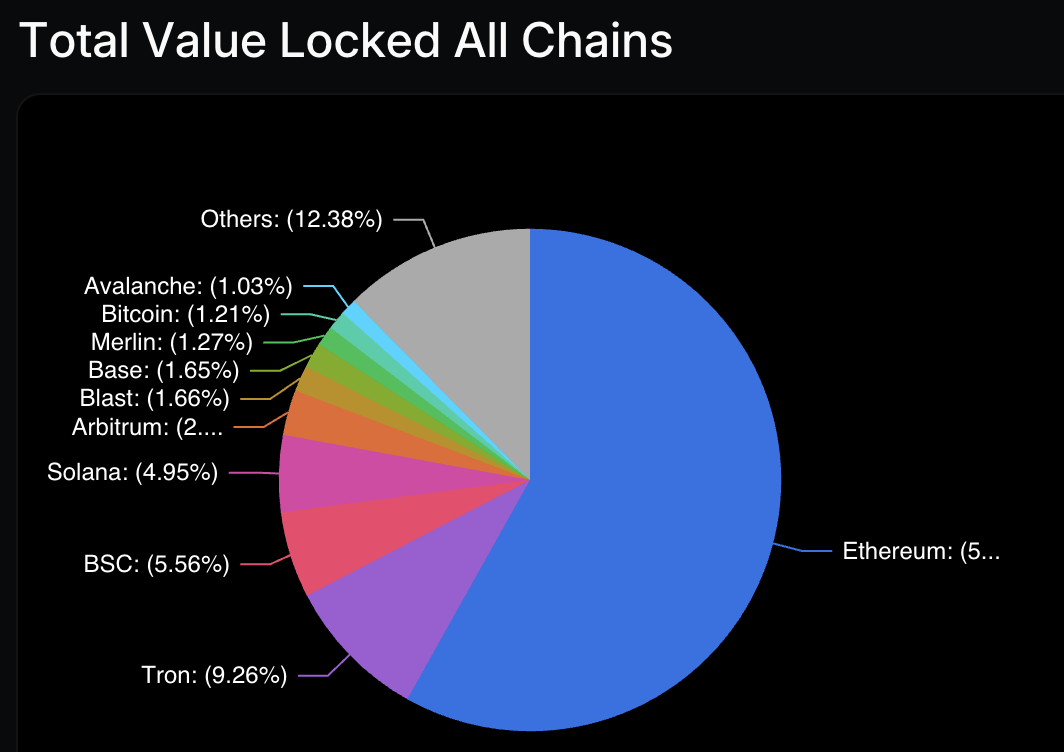 Total Value Locked All Chains
Others: (12.38%)
Avalanche: (1.03%)
Bitcoin: (1.21%)
Merlin: (1.27%)
Base: (1.65%)
Blast: (1.66%)
Arbitrum: (2....
Solana: (4.95%)
Ethereum: (5...
BSC: (5.56%)
Tron: (9.26%)